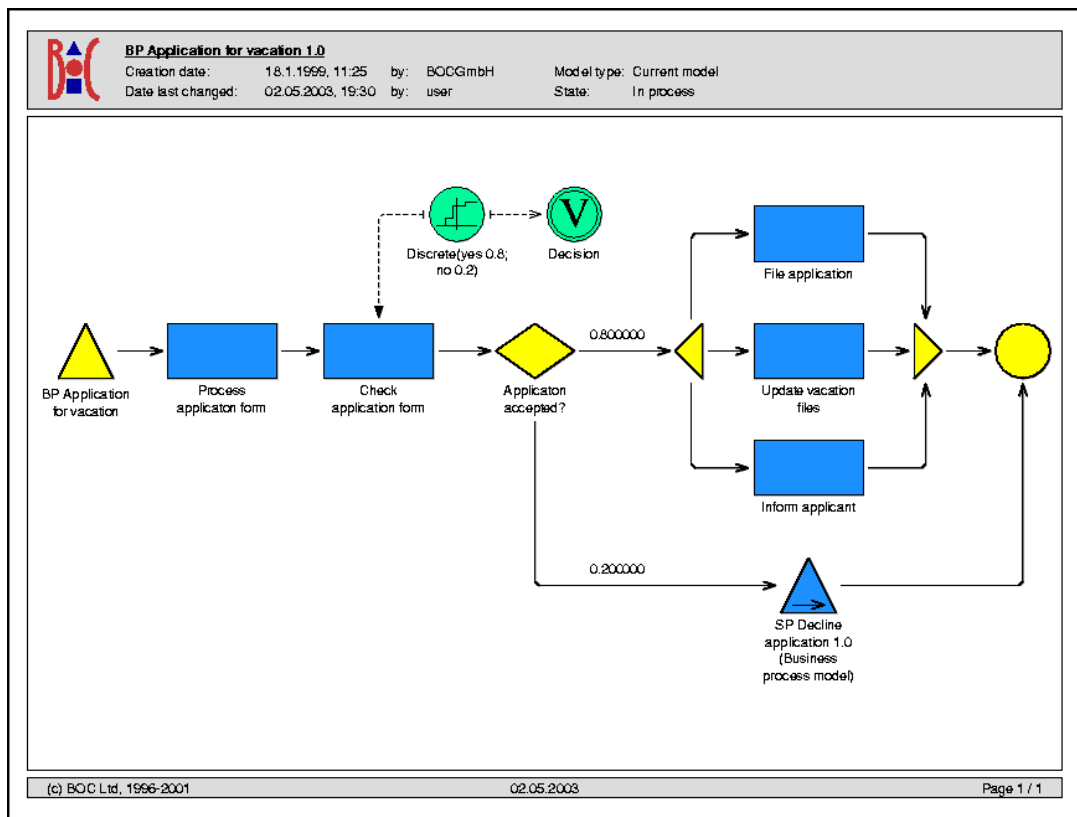 BOC
BP Application for vacation 1.0
Creation date: 18.1.1999, 11:25 by: BOCGmbH Model type: Current model
Date last changed: 02.05.2003, 19:30 by: user State: In process
V
Discrete(yes 0.8;
no 0.2)
Decision
File application
0.800000
BP Application
for vacation
Process
applicaton form
Check
application form
Applicaton
accepted?
Update vacation
files
Inform applicant
0.200000
SP Decline
application 1.0
(Business
process model)
(c) BOC Ltd, 1996-2001 02.05.2003 Page 1 / 1